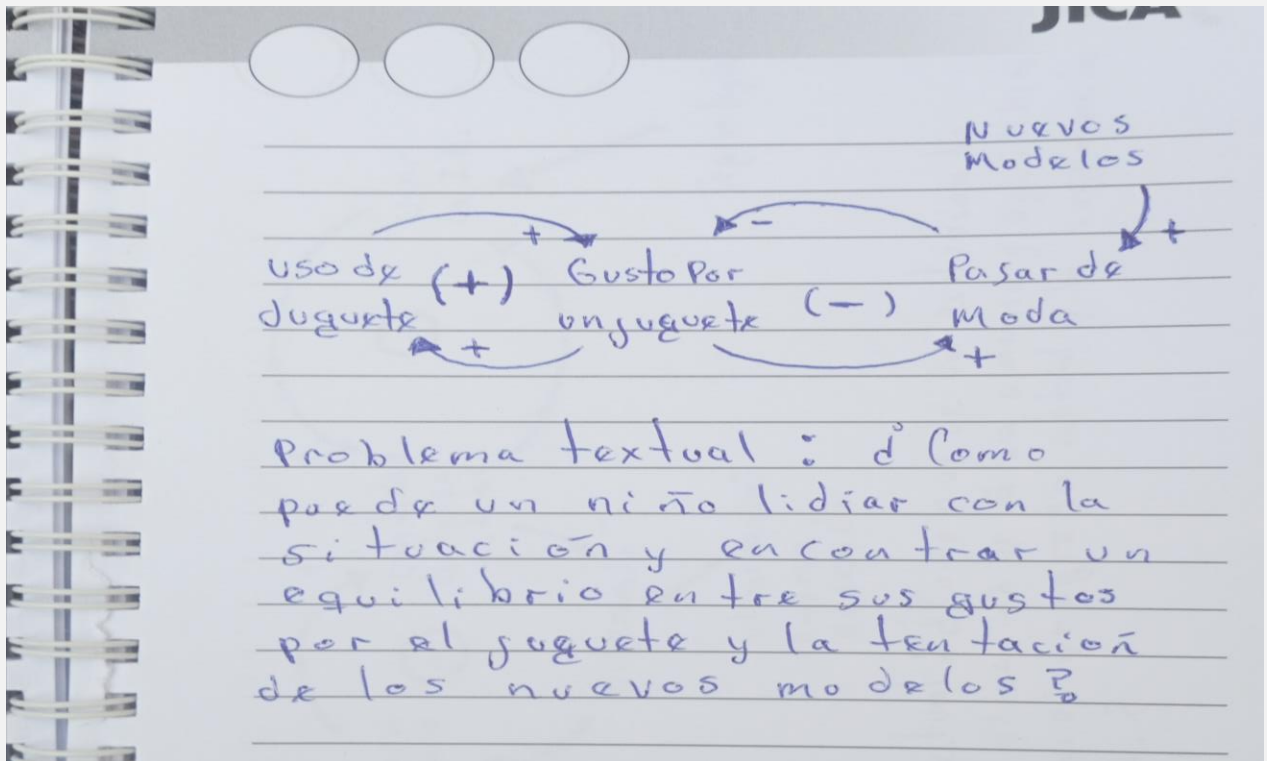 JICA
Nuevos
Modelos
+ - +
uso de (+) Gusto Por Pasar de
Juguete un juguete (-) Moda
+ +
Problema textual : ¿ Como
puede un niño lidiar con la
situación y encontrar un
equilibrio entre sus gustos
por el juguete y la tentación
de los nuevos modelos ?